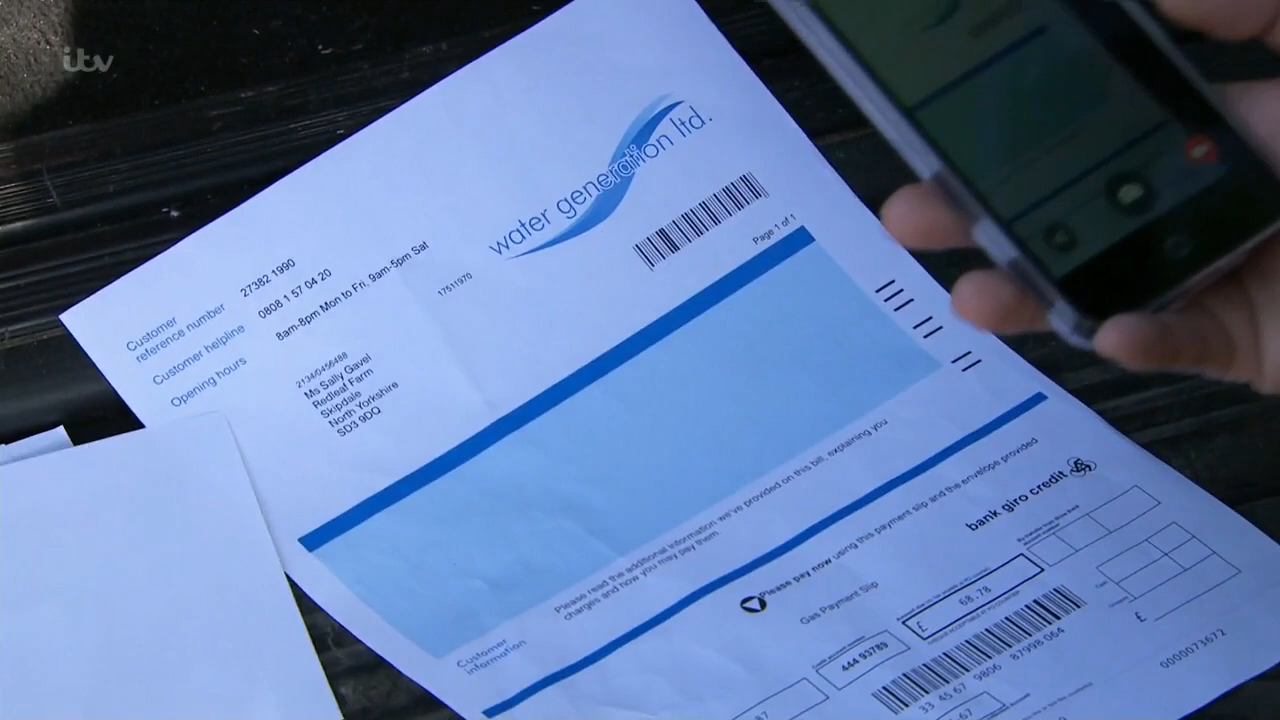 itv
water generation ltd.
Page 1 of 1
Customer
reference number 27382 1990
Customer helpline 0808 1 57 04 20
Opening hours 8am-8pm Mon to Fri. 9am-5pm Sat
17511970
2134/0456488
Ms Sally Gavel
Redleaf Farm
Skipdale
North Yorkshire
SD3 9DQ
Customer
information
Please read the additional information we've provided on this bill, explaining you
charges and how you may pay them
Please pay now using this payment slip and the envelope provided
bank giro credit
Gas Payment Slip
£ 68.78
444 93789
£
33 45 67 9806 87998 064
0000073672